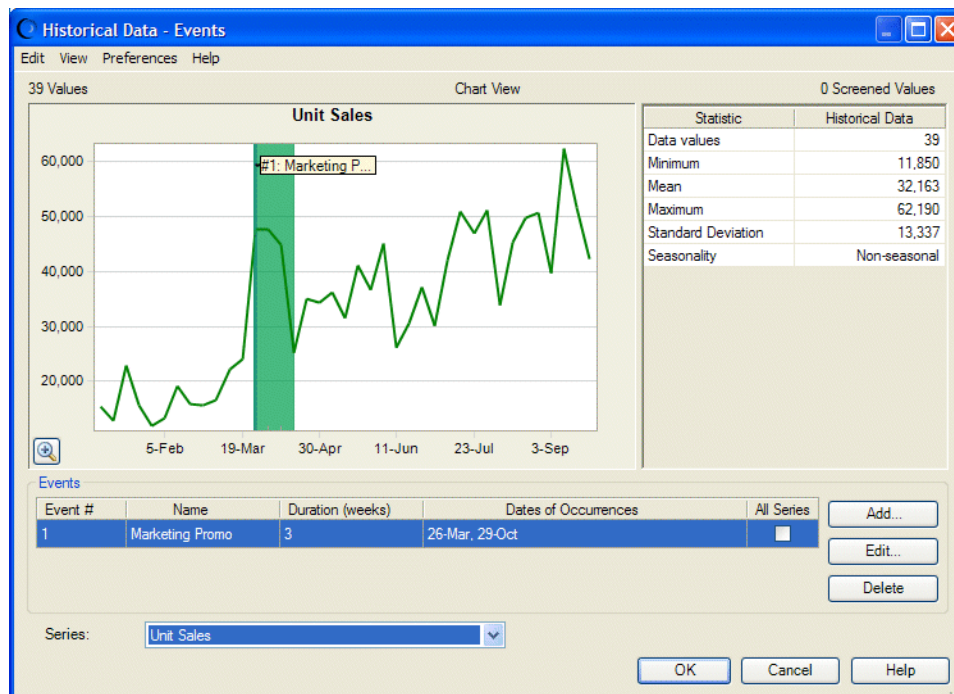 Historical Data - Events
Edit View Preferences Help
39 Values Chart View 0 Screened Values
Unit Sales
60,000
50,000
40,000
30,000
20,000
#1: Marketing P...
5-Feb 19-Mar 30-Apr 11-Jun 23-Jul 3-Sep
Statistic Historical Data
Data values 39
Minimum 11,850
Mean 32,163
Maximum 62,190
Standard Deviation 13,337
Seasonality Non-seasonal
Events
Event # Name Duration (weeks) Dates of Occurrences All Series
1 Marketing Promo 3 26-Mar, 29-Oct
Add...
Edit...
Delete
Series: Unit Sales
OK Cancel Help